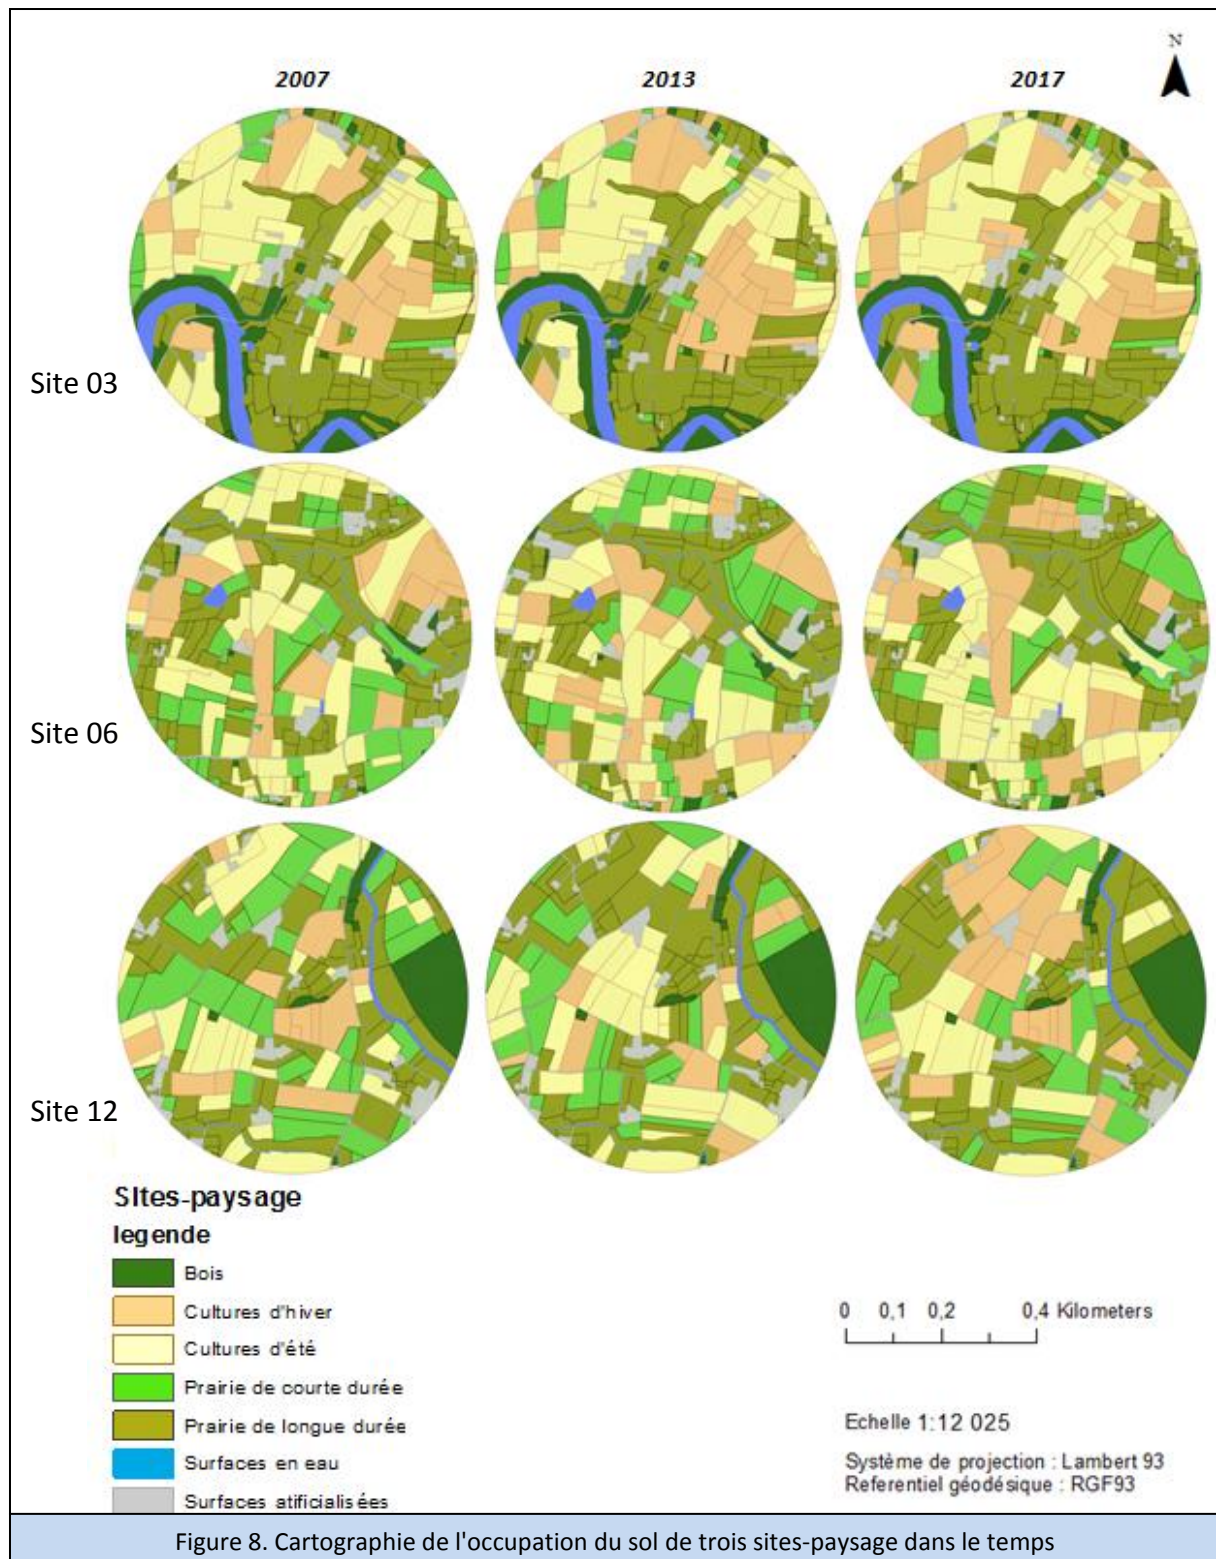 N
2007
2013
2017
Site 03
Site 06
Site 12
Sites-paysage
legende
Bois
Cultures d'hiver
Cultures d'été
Prairie de courte durée
Prairie de longue durée
Surfaces en eau
Surfaces atificialisées
0 0,1 0,2 0,4 Kilometers
Echelle 1:12 025
Système de projection : Lambert 93
Referentiel géodésique : RGF93
Figure 8. Cartographie de l'occupation du sol de trois sites-paysage dans le temps